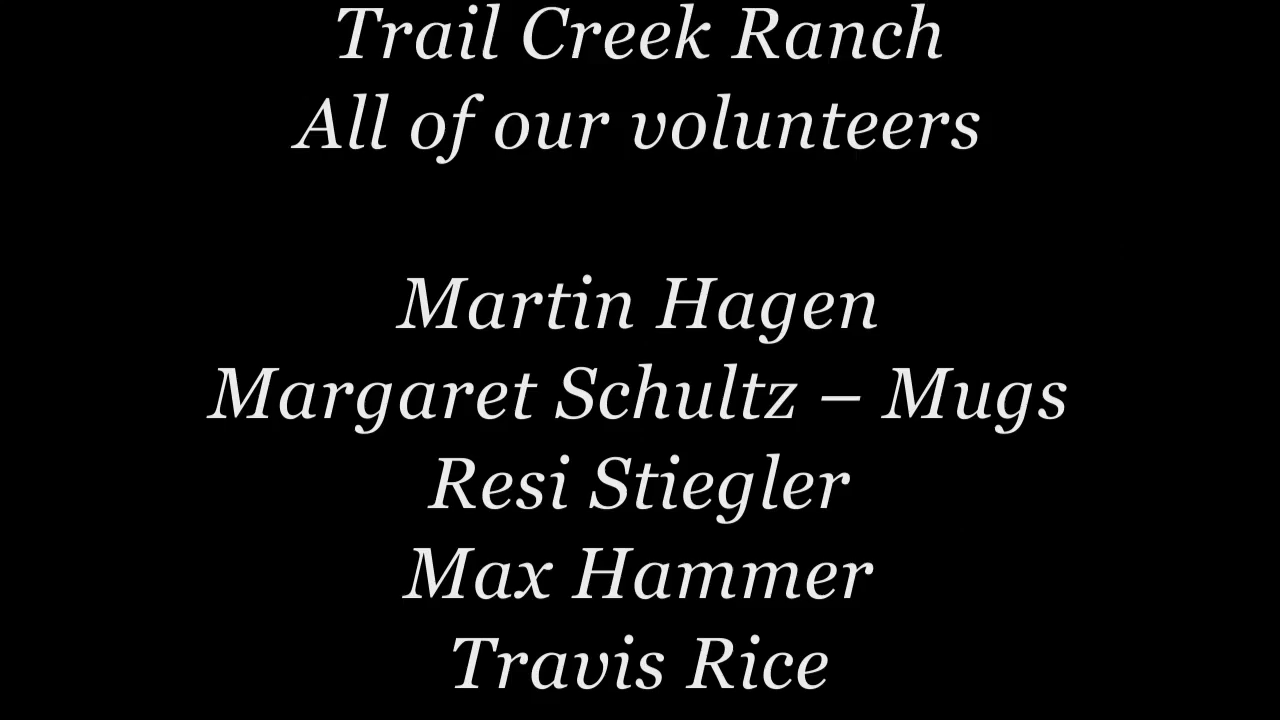 Trail Creek Ranch
All of our volunteers
Martin Hagen
Margaret Schultz – Mugs
Resi Stiegler
Max Hammer
Travis Rice